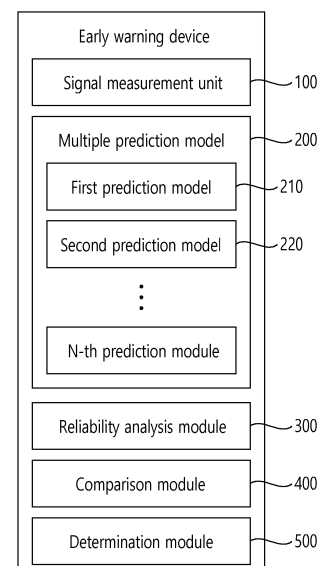 Early warning device
Signal measurement unit 100
Multiple prediction model 200
First prediction model 210
Second prediction model 220
N-th prediction module
Reliability analysis module 300
Comparison module 400
Determination module 500